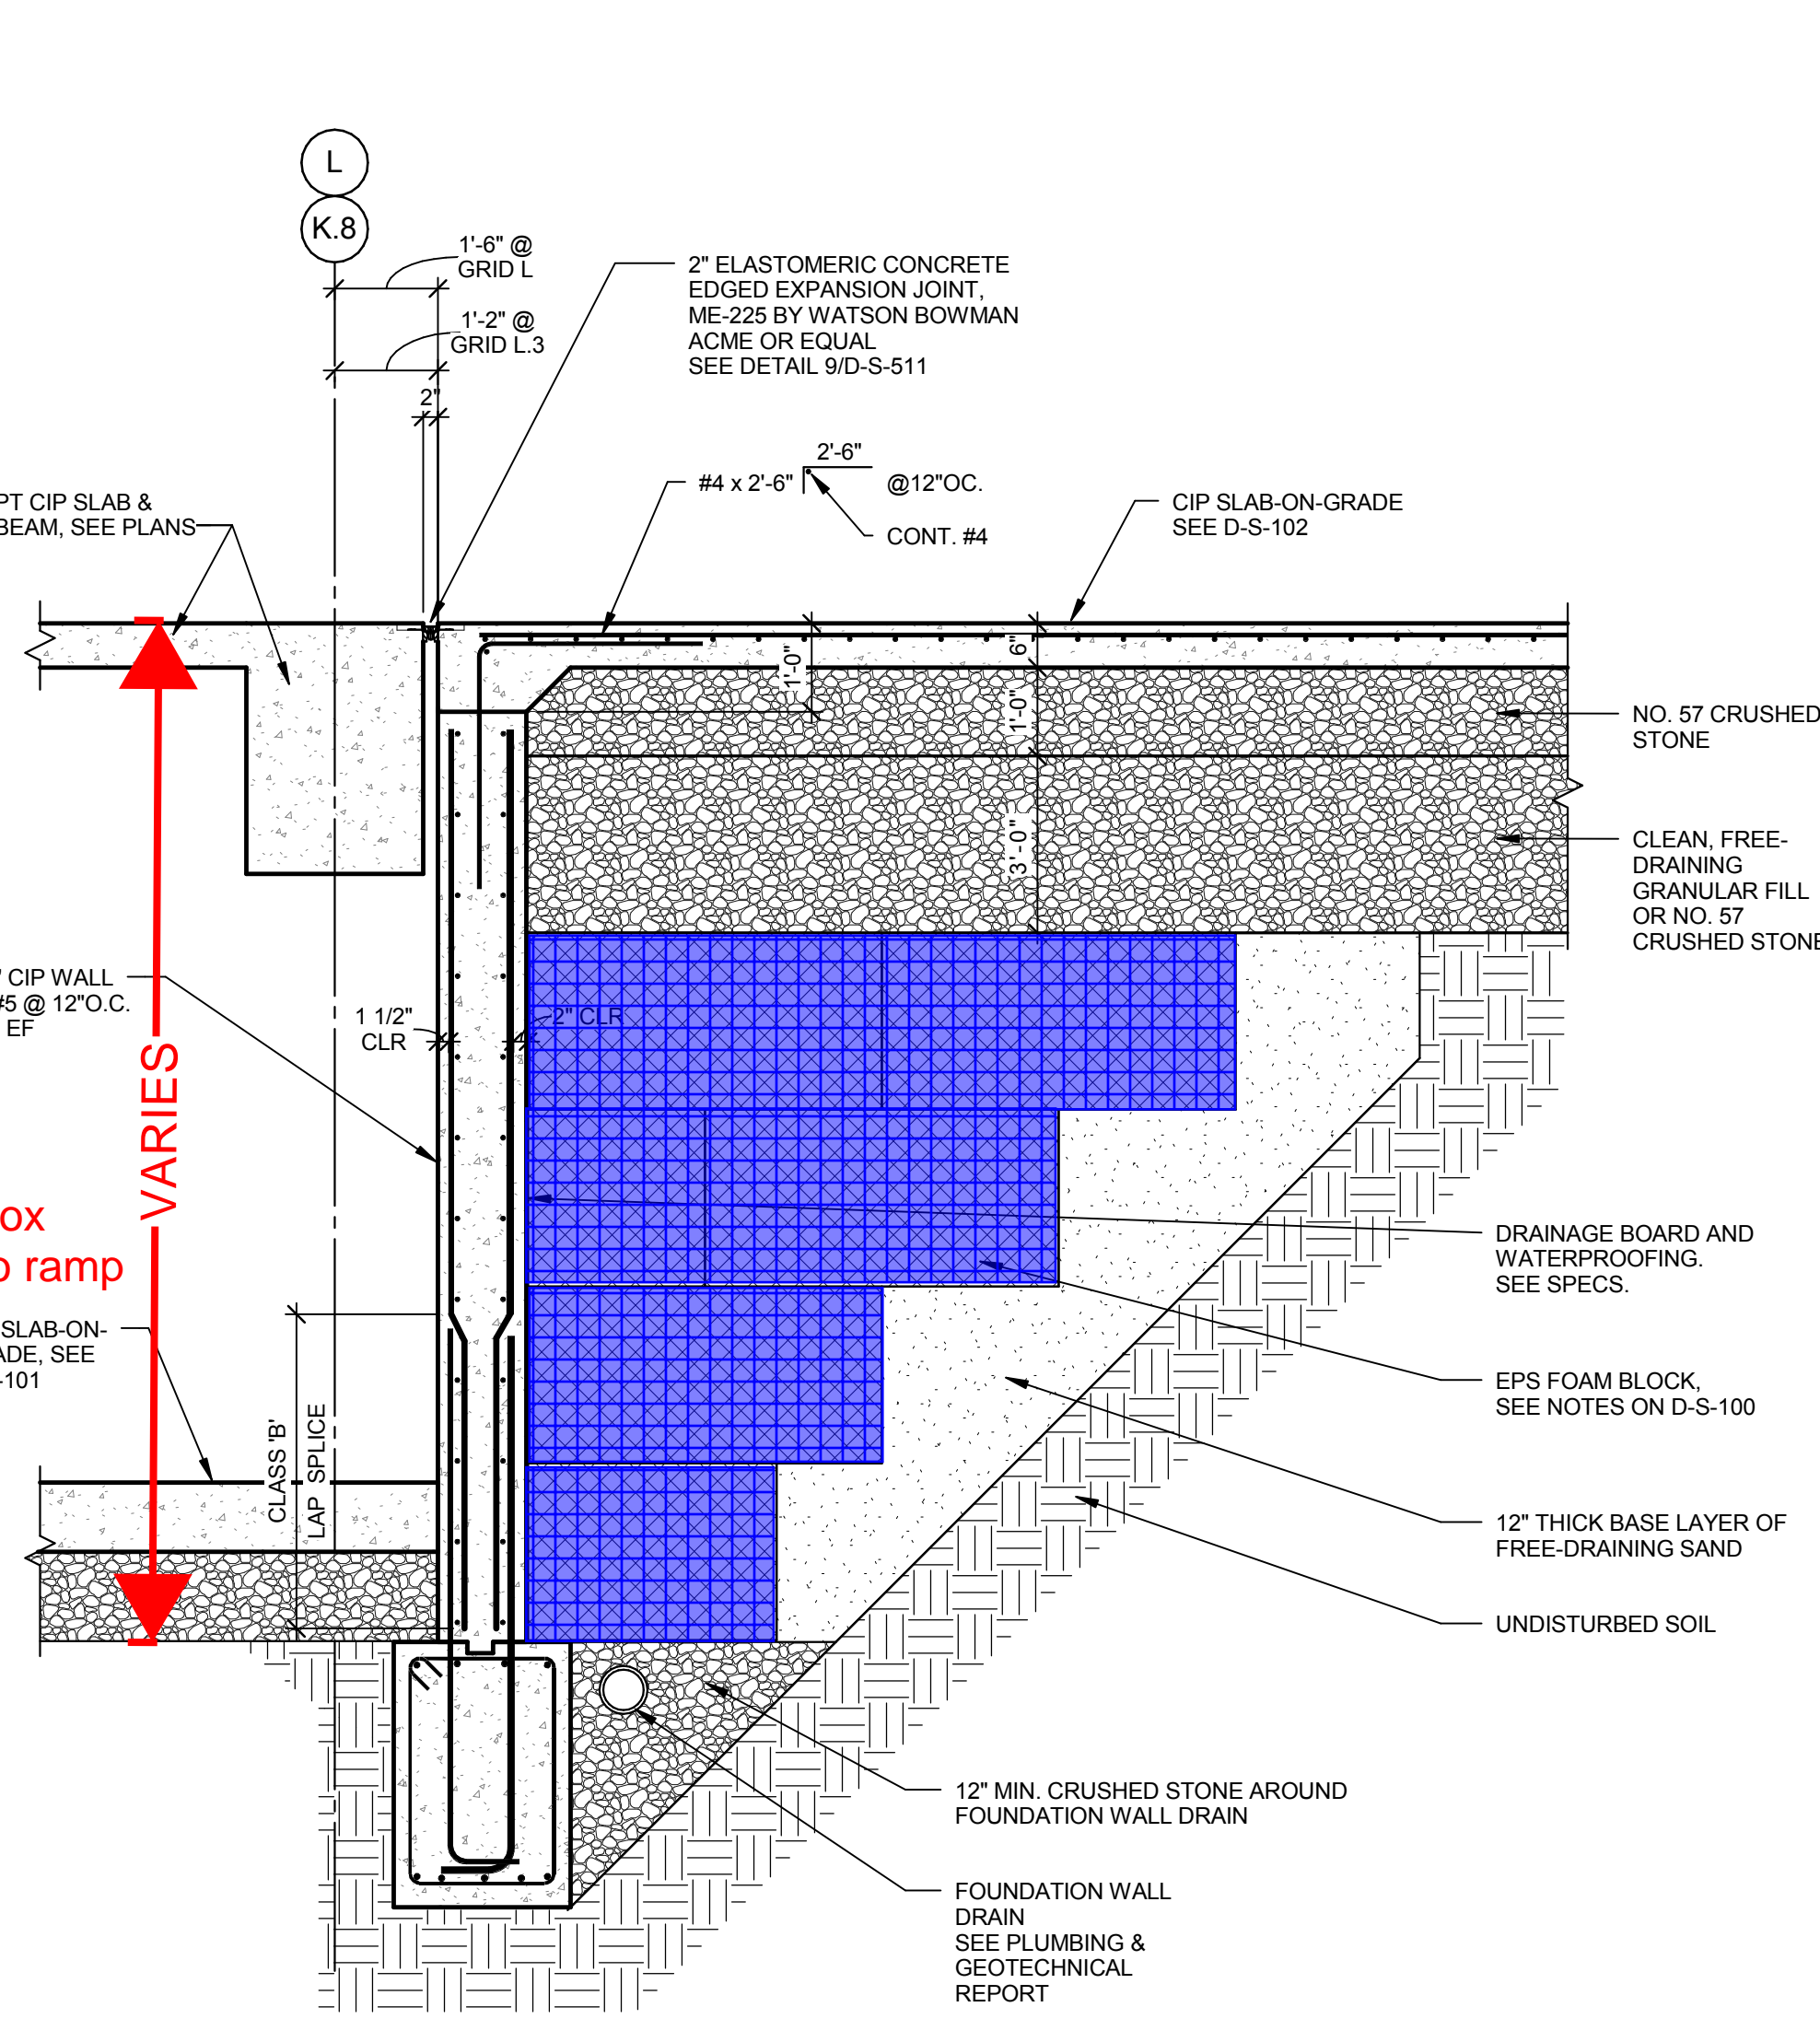 L
K.8
1'-6" @
GRID L
1'-2" @
GRID L.3
2"
2" ELASTOMERIC CONCRETE
EDGED EXPANSION JOINT,
ME-225 BY WATSON BOWMAN
ACME OR EQUAL
SEE DETAIL 9/D-S-511
2'-6"
#4 x 2'-6" @12"OC.
CONT. #4
CIP SLAB-ON-GRADE
SEE D-S-102
PT CIP SLAB &
BEAM, SEE PLANS
1'-0"
6"
1'-0"
3'-0"
NO. 57 CRUSHED
STONE
CLEAN, FREE-
DRAINING
GRANULAR FILL
OR NO. 57
CRUSHED STONE
" CIP WALL
#5 @ 12"O.C.
EF
1 1/2"
CLR
2" CLR
VARIES
ox
o ramp
SLAB-ON-
ADE, SEE
-101
CLASS 'B'
LAP SPLICE
DRAINAGE BOARD AND
WATERPROOFING.
SEE SPECS.
EPS FOAM BLOCK,
SEE NOTES ON D-S-100
12" THICK BASE LAYER OF
FREE-DRAINING SAND
UNDISTURBED SOIL
12" MIN. CRUSHED STONE AROUND
FOUNDATION WALL DRAIN
FOUNDATION WALL
DRAIN
SEE PLUMBING &
GEOTECHNICAL
REPORT